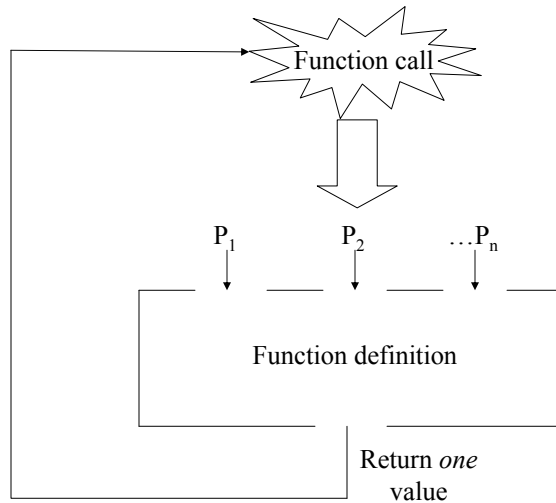 Function call
P1 P2 …Pn
Function definition
Return one
value